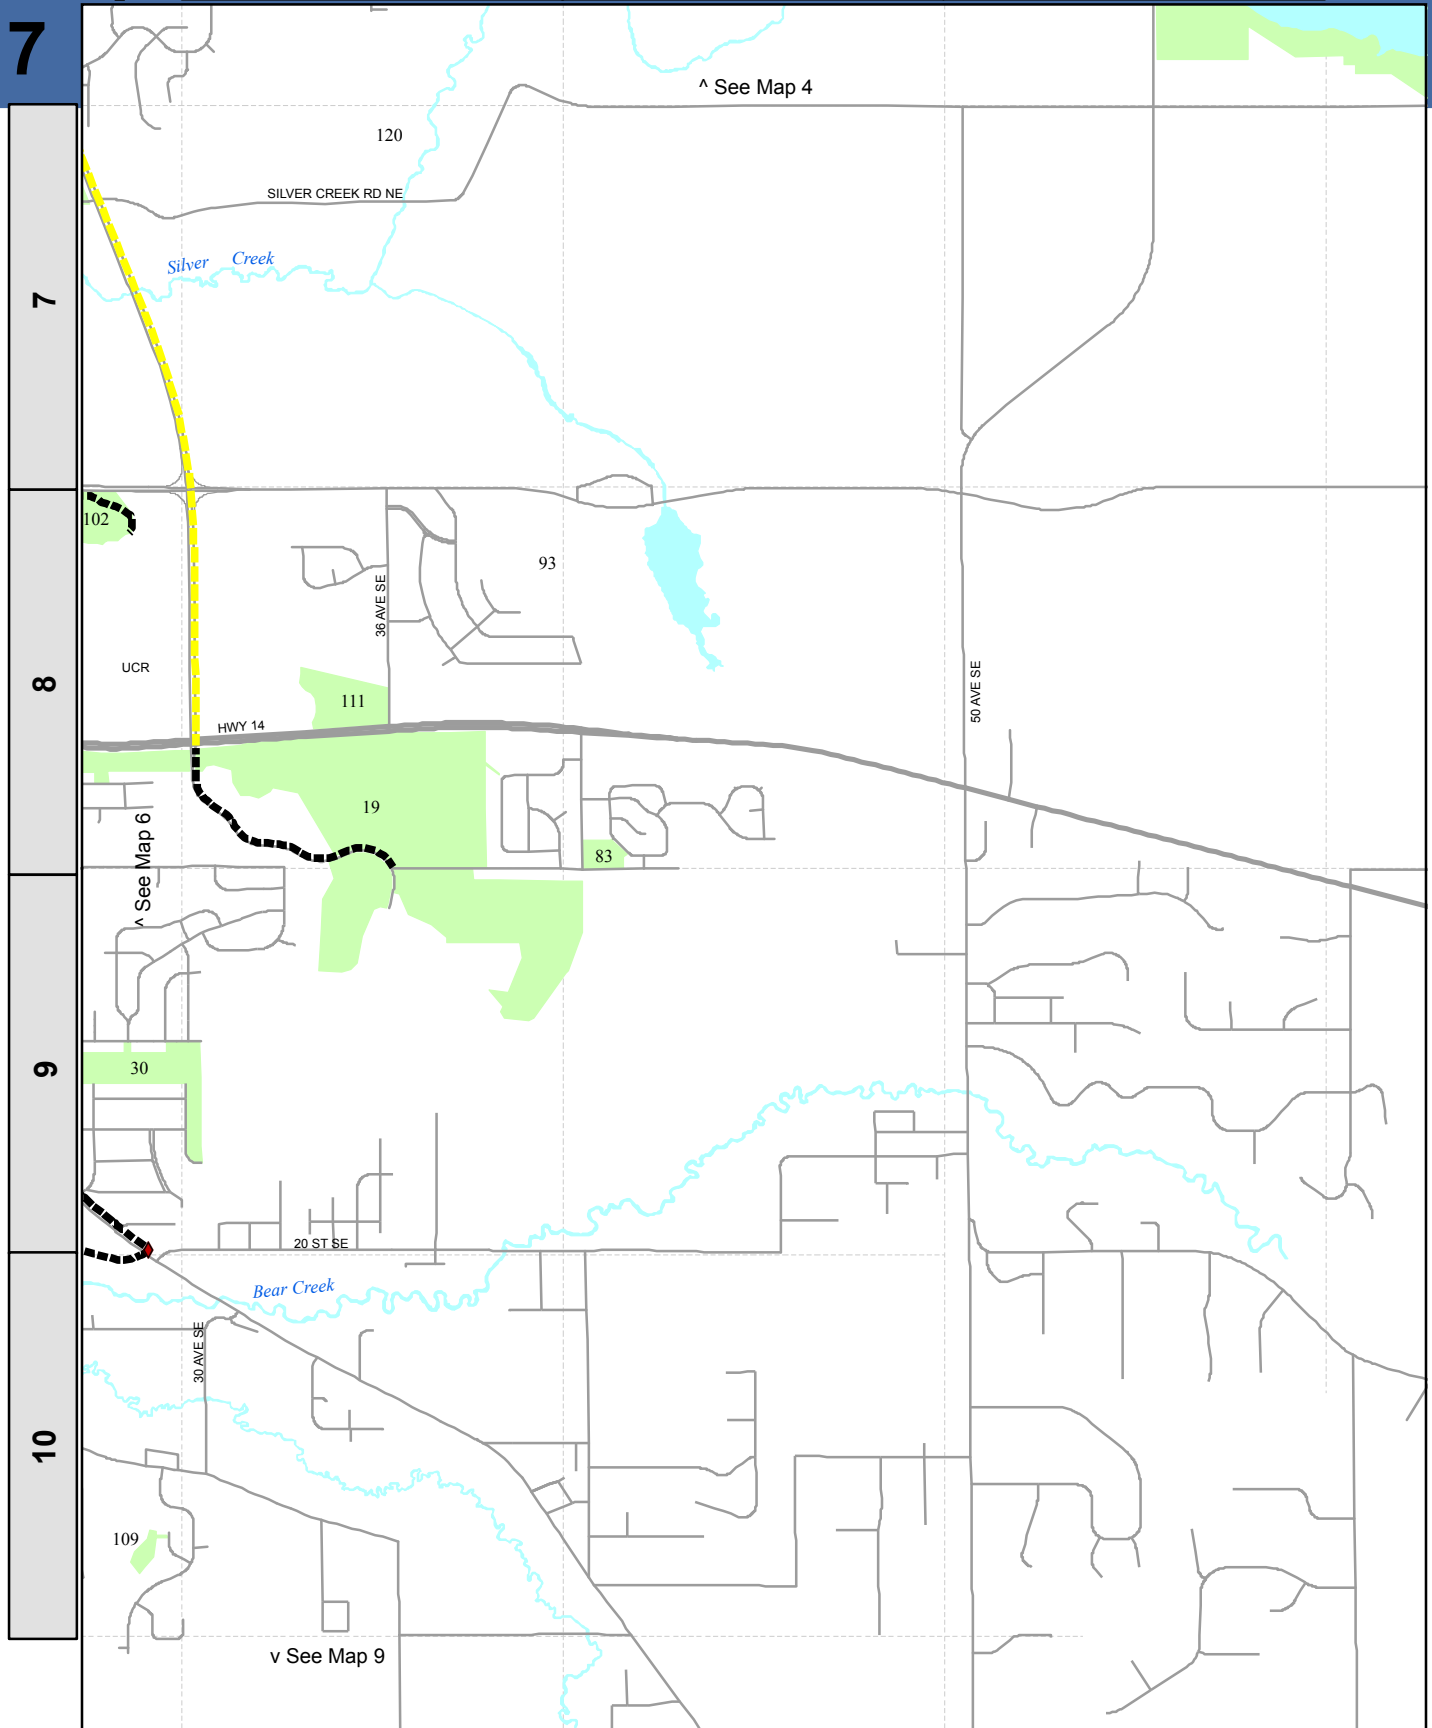 7
^ See Map 4
120
SILVER CREEK RD NE
Silver Creek
7
102
93
36 AVE SE
8
UCR
50 AVE SE
111
HWY 14
19
^ See Map 6
83
9
30
20 ST SE
Bear Creek
30 AVE SE
10
109
v See Map 9